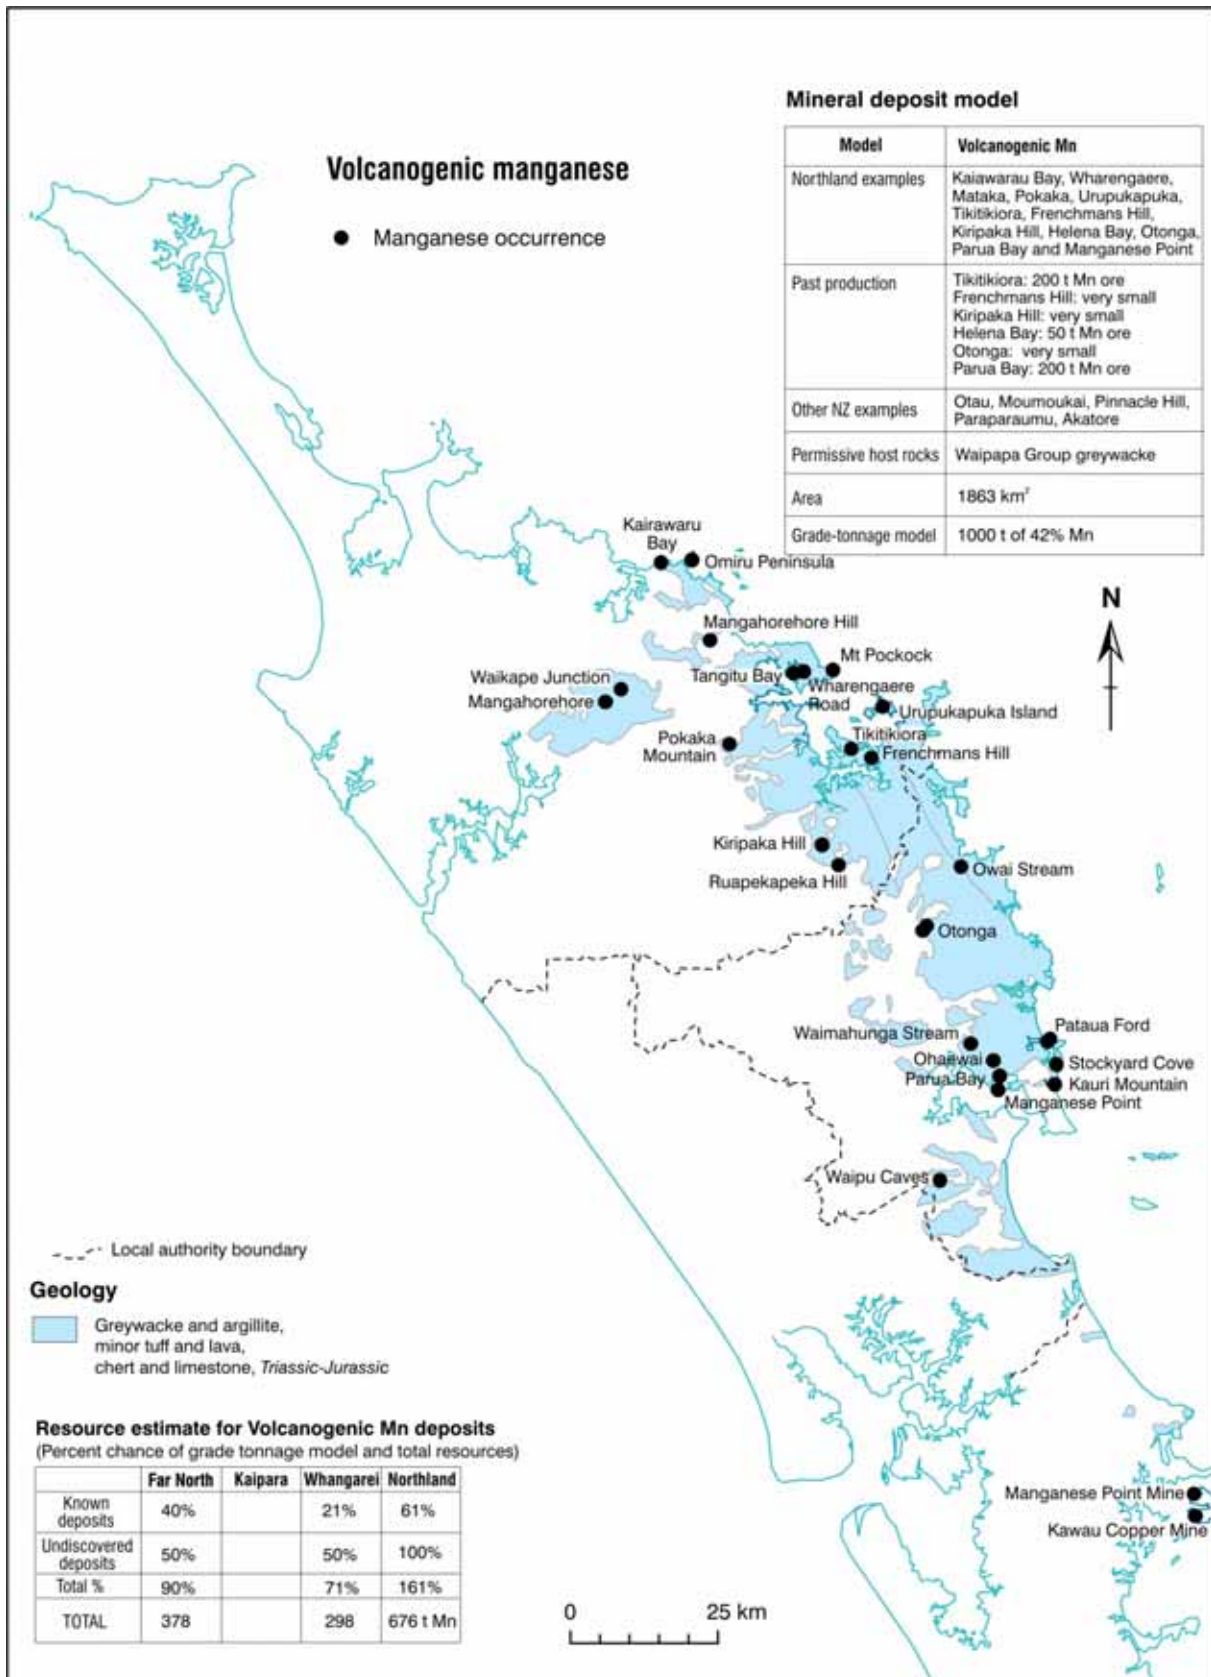 Mineral deposit model
Model Volcanogenic Mn
Northland examples Kaiawarau Bay, Wharengaere,
Mataka, Pokaka, Urupukapuka,
Tikitikiora, Frenchmans Hill,
Kiripaka Hill, Helena Bay, Otonga,
Parua Bay and Manganese Point
Past production Tikitikiora: 200 t Mn ore
Frenchmans Hill: very small
Kiripaka Hill: very small
Helena Bay: 50 t Mn ore
Otonga: very small
Parua Bay: 200 t Mn ore
Other NZ examples Otau, Moumoukai, Pinnacle Hill,
Paraparaumu, Akatore
Permissive host rocks Waipapa Group greywacke
Area 1863 km²
Grade-tonnage model 1000 t of 42% Mn
Volcanogenic manganese
Manganese occurrence
N
Kairawaru
Bay
Omiru Peninsula
Mangahorehore Hill
Mt Pockock
Waikape Junction
Tangitu Bay
Wharengaere
Road
Mangahorehore
Urupukapuka Island
Pokaka
Mountain
Tikitikiora
Frenchmans Hill
Kiripaka Hill
Ruapekapeka Hill
Owai Stream
Otonga
Waimahunga Stream
Pataua Ford
Ohaewai
Stockyard Cove
Parua Bay
Kauri Mountain
Manganese Point
Waipu Caves
Local authority boundary
Geology
Greywacke and argillite,
minor tuff and lava,
chert and limestone, Triassic-Jurassic
Resource estimate for Volcanogenic Mn deposits
(Percent chance of grade tonnage model and total resources)
Far North Kaipara Whangarei Northland
Known
deposits 40% 21% 61%
Undiscovered
deposits 50% 50% 100%
Total % 90% 71% 161%
TOTAL 378 298 676 t Mn
Manganese Point Mine
Kawau Copper Mine
0 25 km